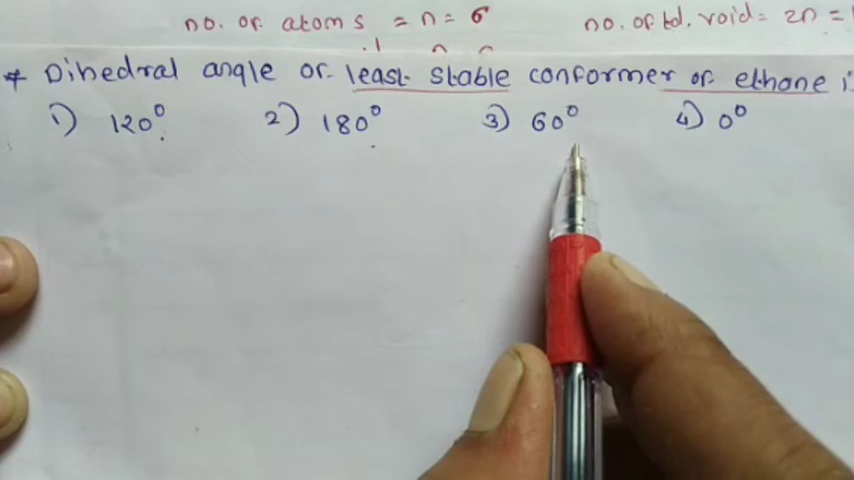 no. of atoms = n = 6
no. of td. void = 2n =
* Dihedral angle of least stable conformer of ethane i
1) 120° 2) 180° 3) 60° 4) 0°